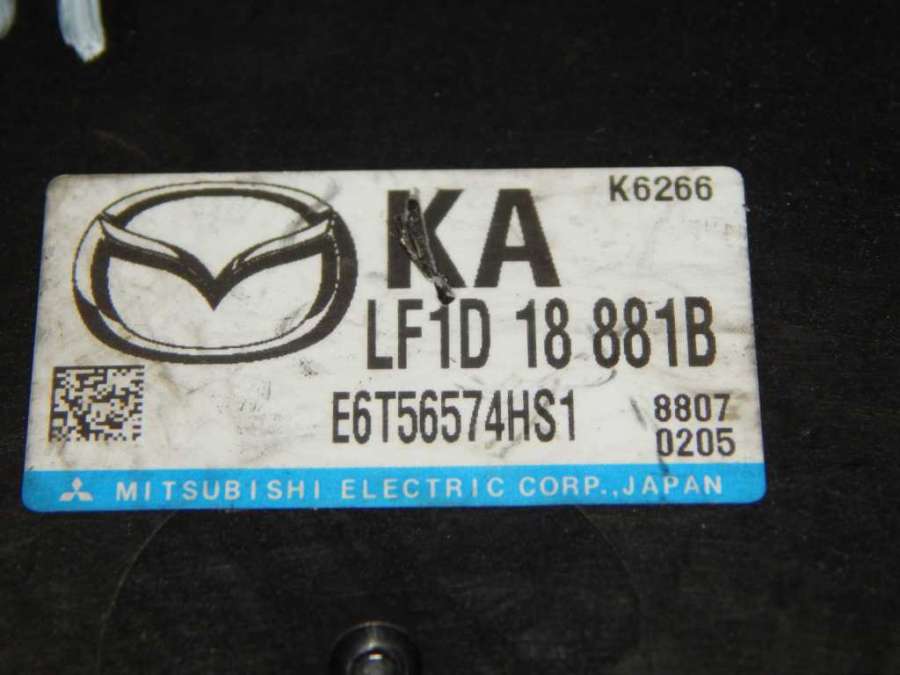 KA
K6266
LF1D 18 881B
E6T56574HS1
8807
0205
MITSUBISHI ELECTRIC CORP.,JAPAN